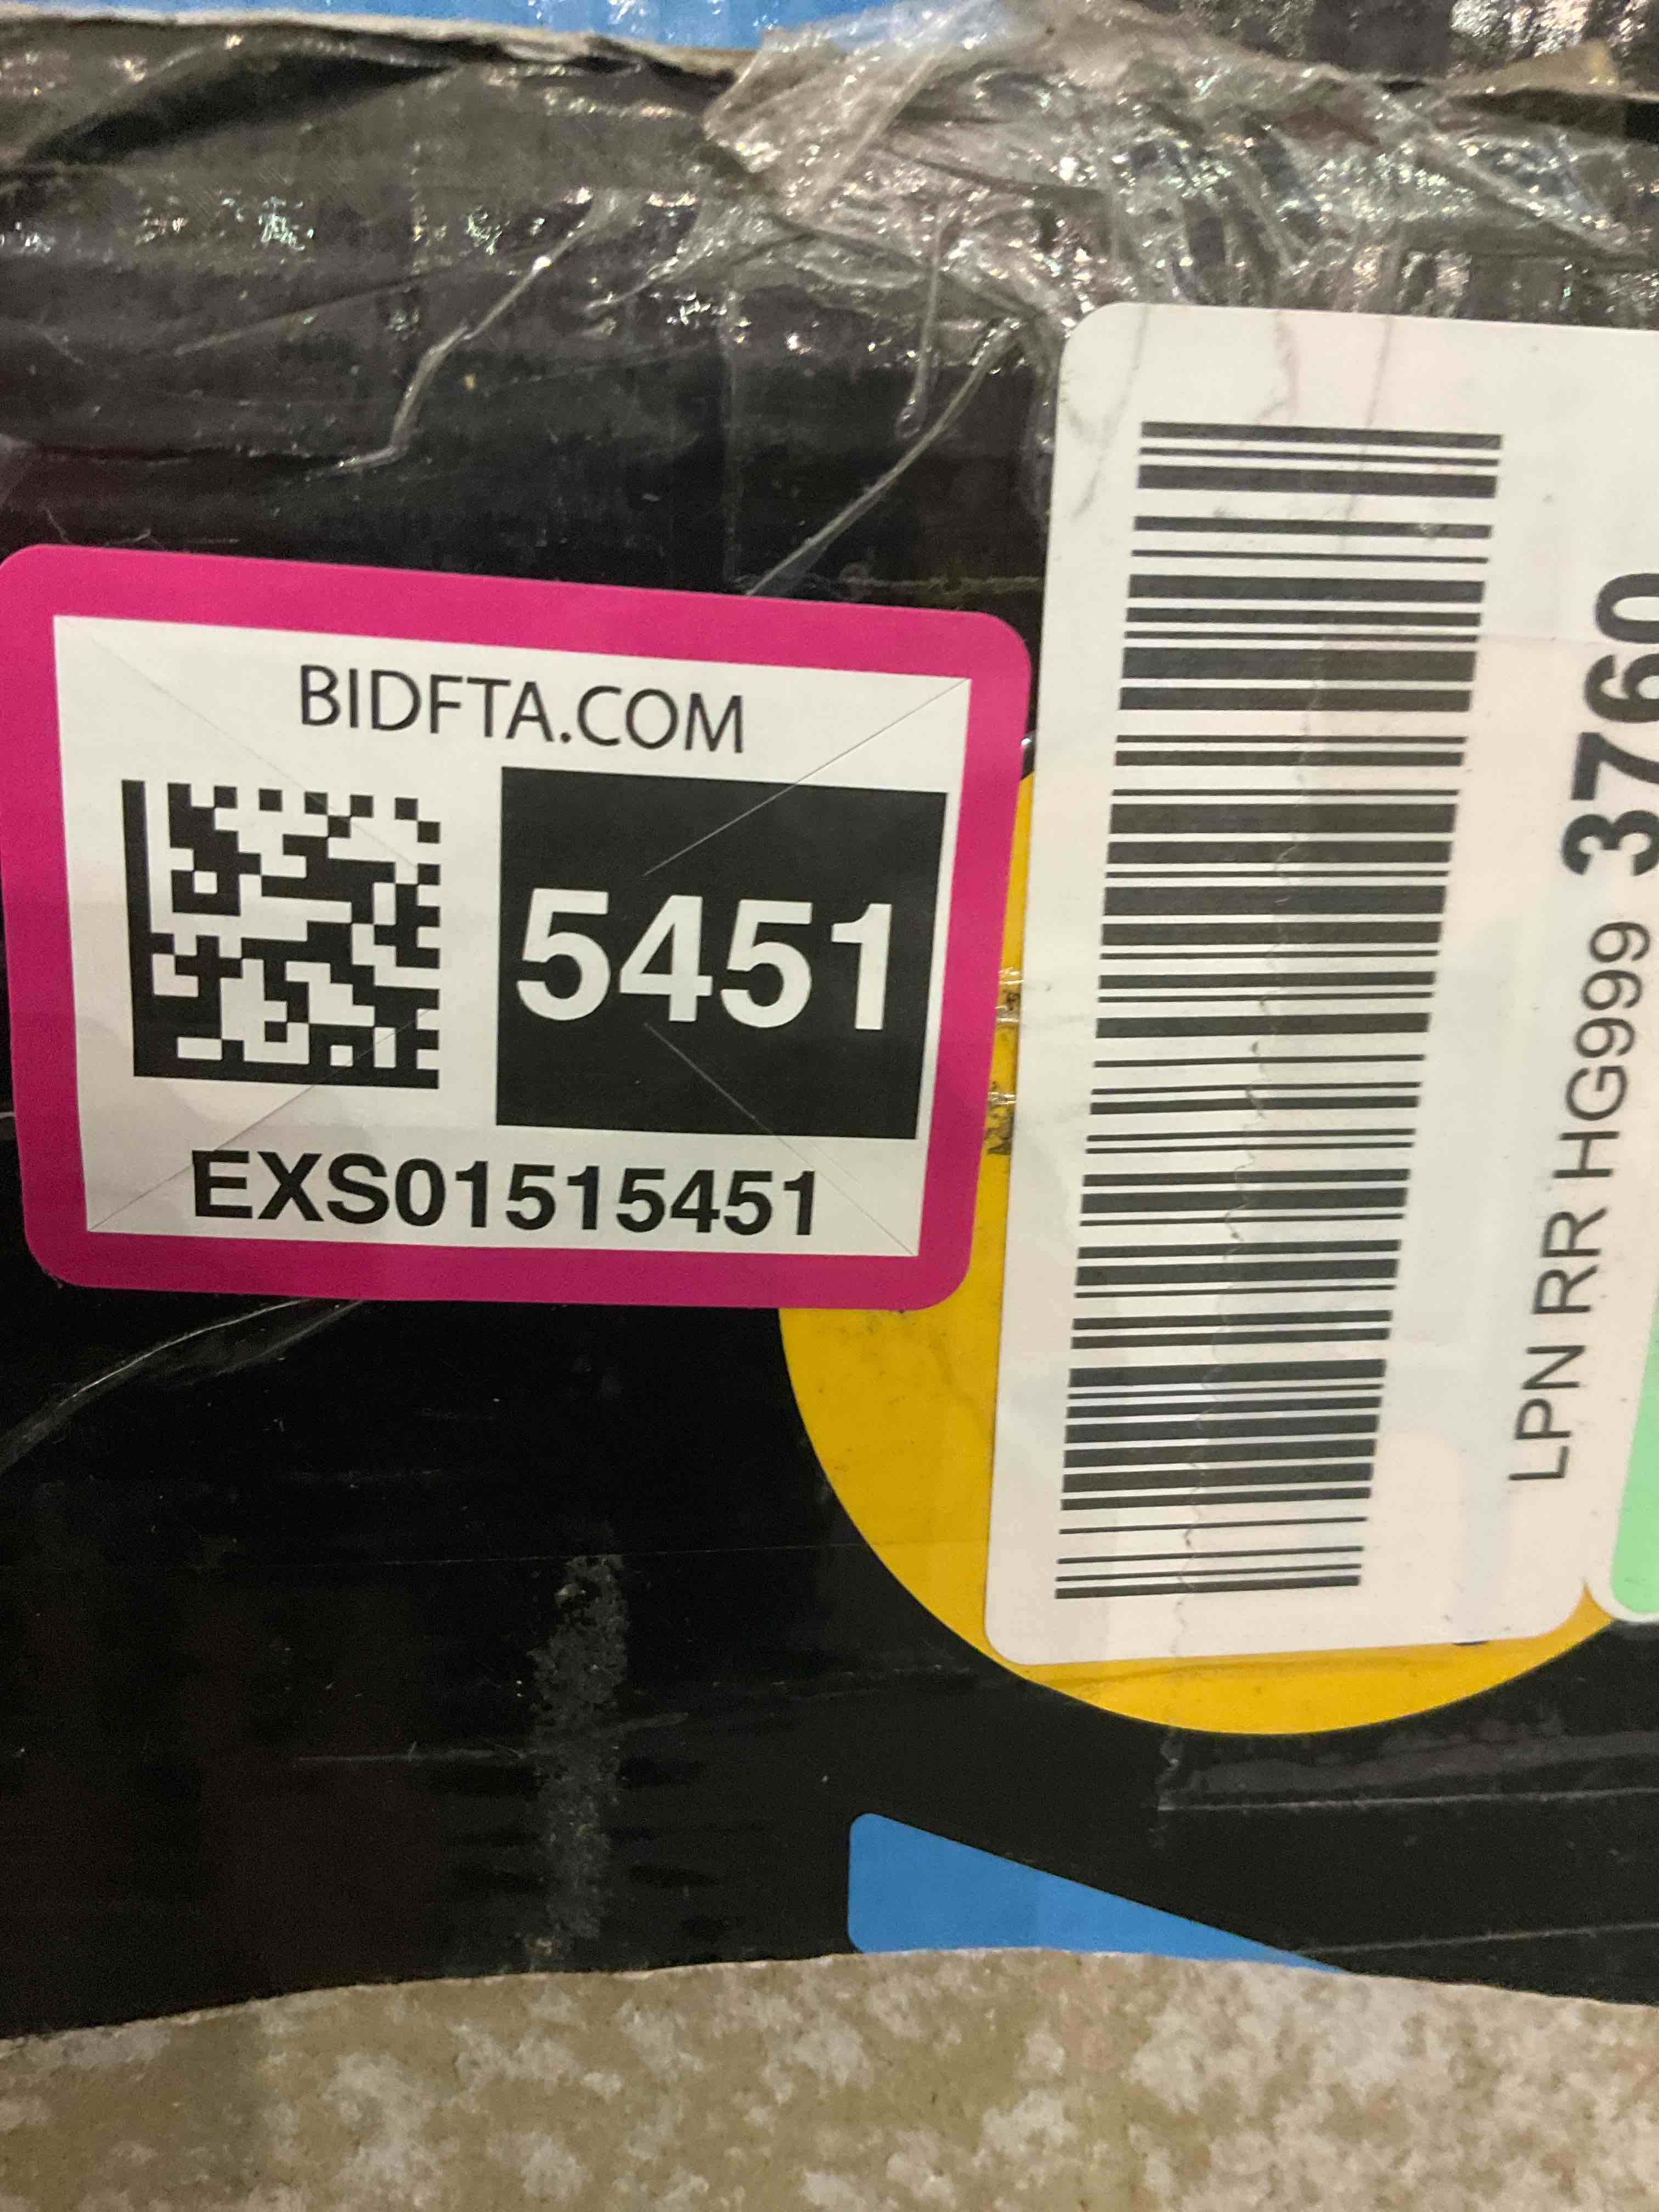 BIDFTA.COM
5451
EXS01515451
LPN RR HG999 3760